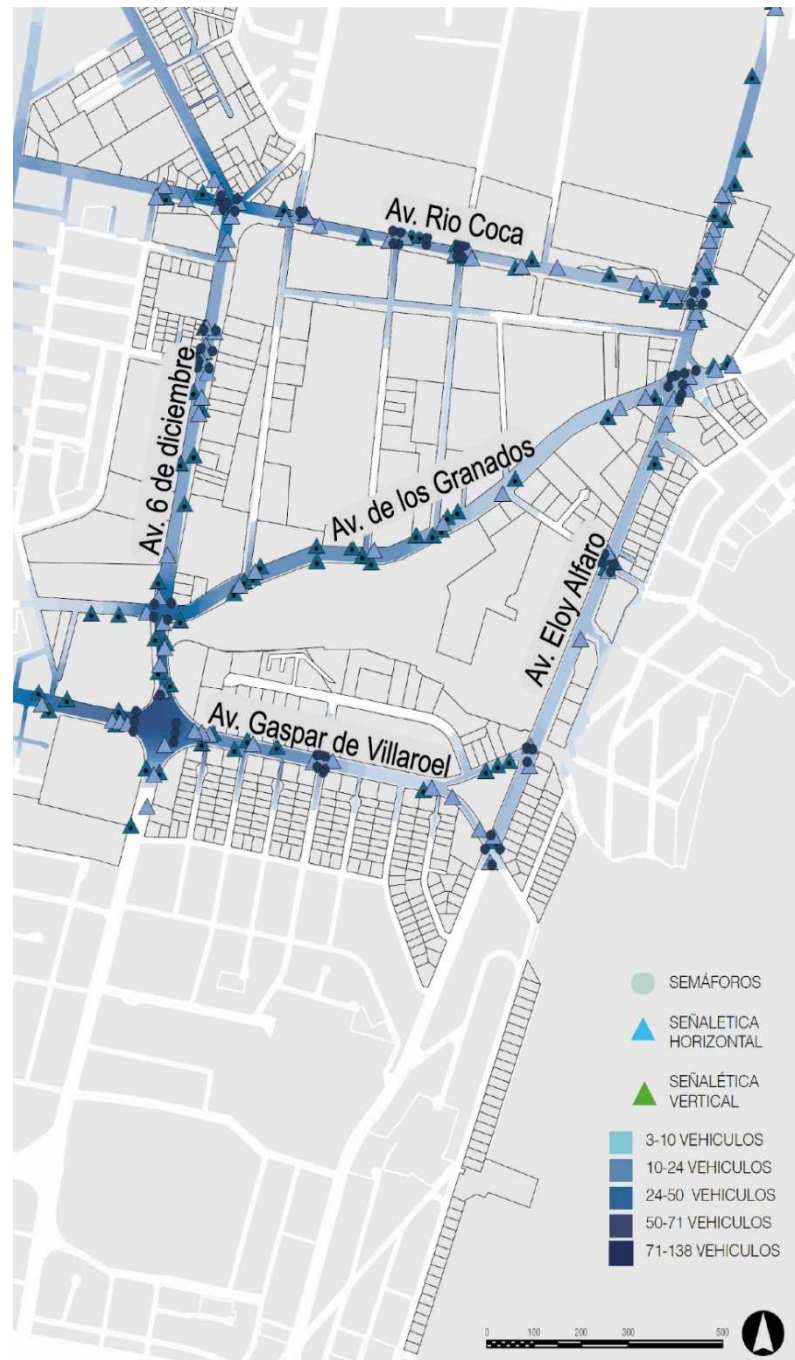 Av. Rio Coca
Av. 6 de diciembre
Av. de los Granados
Av. Eloy Alfaro
Av. Gaspar de Villaroel
SEMÁFOROS
SEÑALETICA
HORIZONTAL
SEÑALÉTICA
VERTICAL
3-10 VEHICULOS
10-24 VEHICULOS
24-50 VEHICULOS
50-71 VEHICULOS
71-138 VEHICULOS
0 100 200 300 500